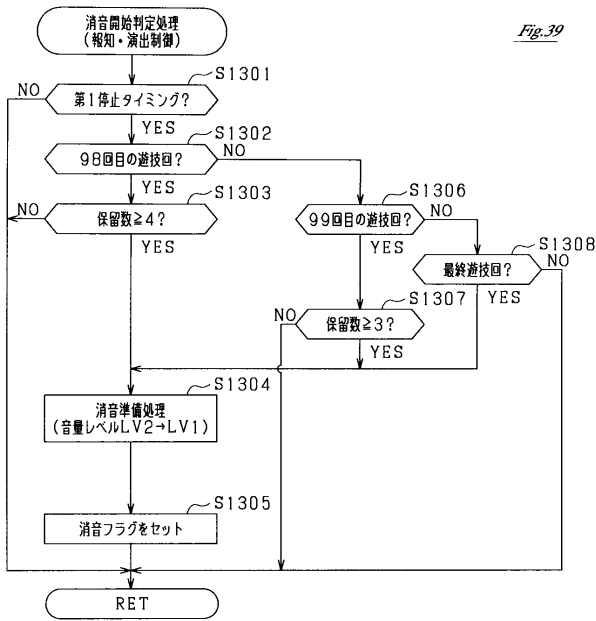 Fig.39
消音開始判定処理
(報知・演出制御)
S1301
第1停止タイミング?
NO
YES
S1302
98回目の遊技回?
NO
YES
S1303
保留数≧4?
NO
YES
S1306
99回目の遊技回?
NO
YES
S1308
最終遊技回?
NO
YES
S1307
保留数≧3?
NO
YES
S1304
消音準備処理
(音量レベルLV2→LV1)
S1305
消音フラグをセット
RET